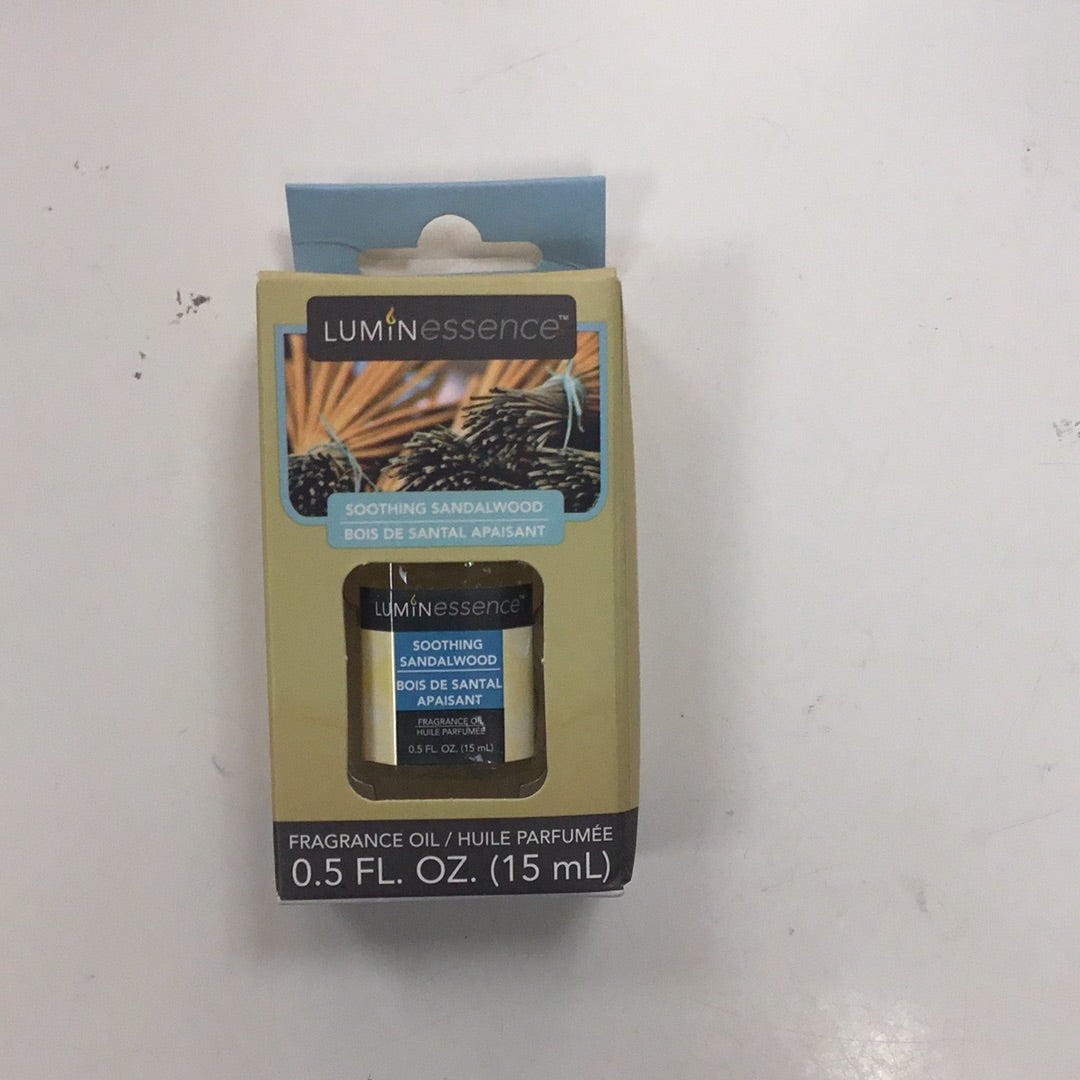 LUMiNessence™
SOOTHING SANDALWOOD
BOIS DE SANTAL APAISANT
LUMiNessence™
SOOTHING
SANDALWOOD
BOIS DE SANTAL
APAISANT
FRAGRANCE OIL
HUILE PARFUMÉE
0.5 FL. OZ. (15 mL)
FRAGRANCE OIL / HUILE PARFUMÉE
0.5 FL. OZ. (15 mL)